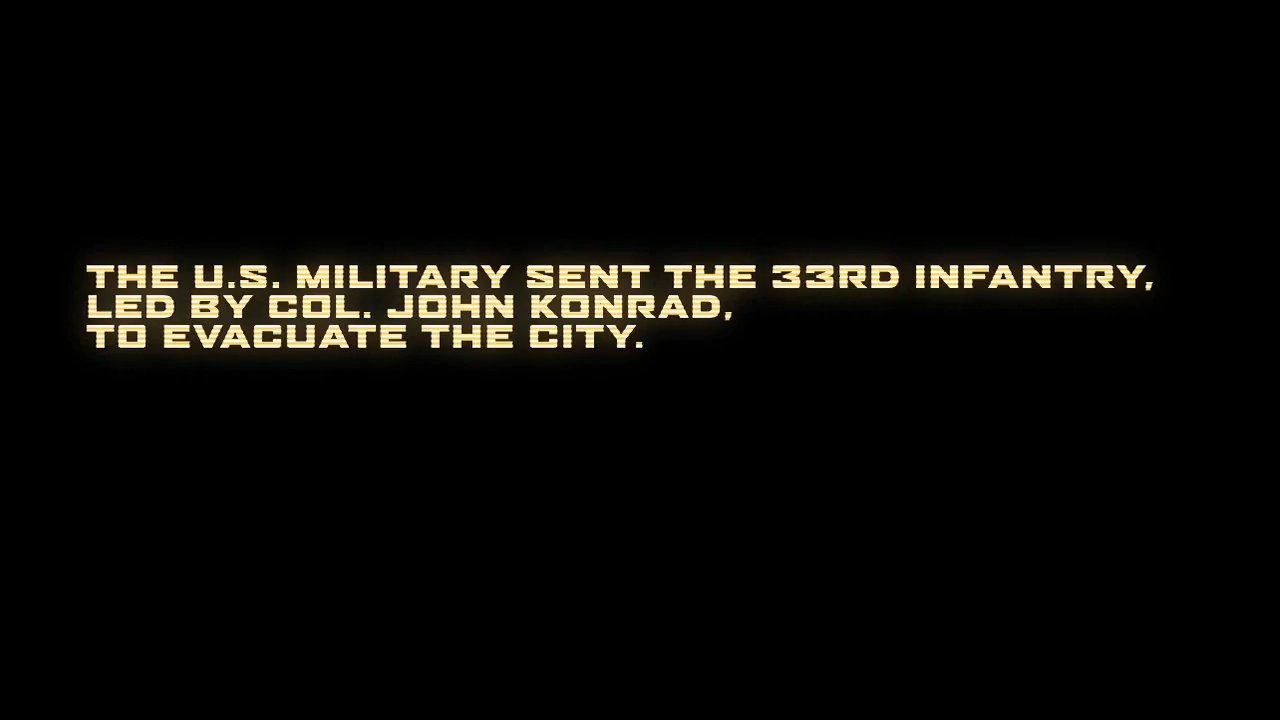 THE U.S. MILITARY SENT THE 33RD INFANTRY,
LED BY COL. JOHN KONRAD,
TO EVACUATE THE CITY.